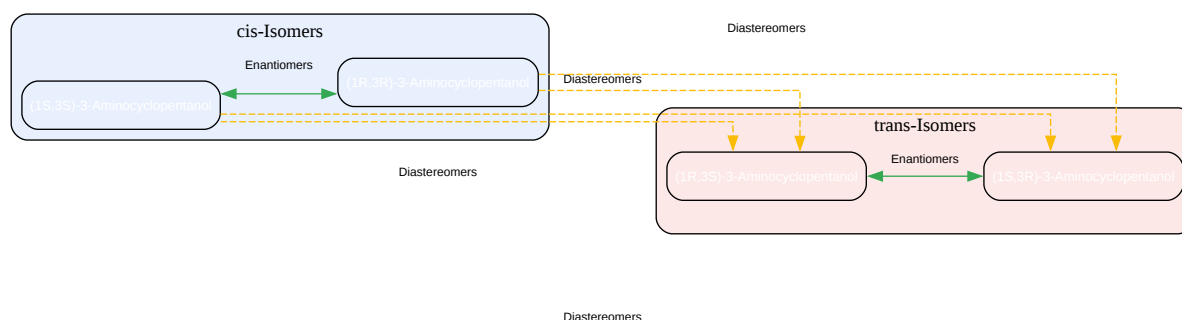 Diastereomers
cis-Isomers
Enantiomers
(1R,3R)-3-Aminocyclopentanol
Diastereomers
(1S,3S)-3-Aminocyclopentanol
trans-Isomers
Enantiomers
Diastereomers
(1R,3S)-3-Aminocyclopentanol
(1S,3R)-3-Aminocyclopentanol
Diastereomers